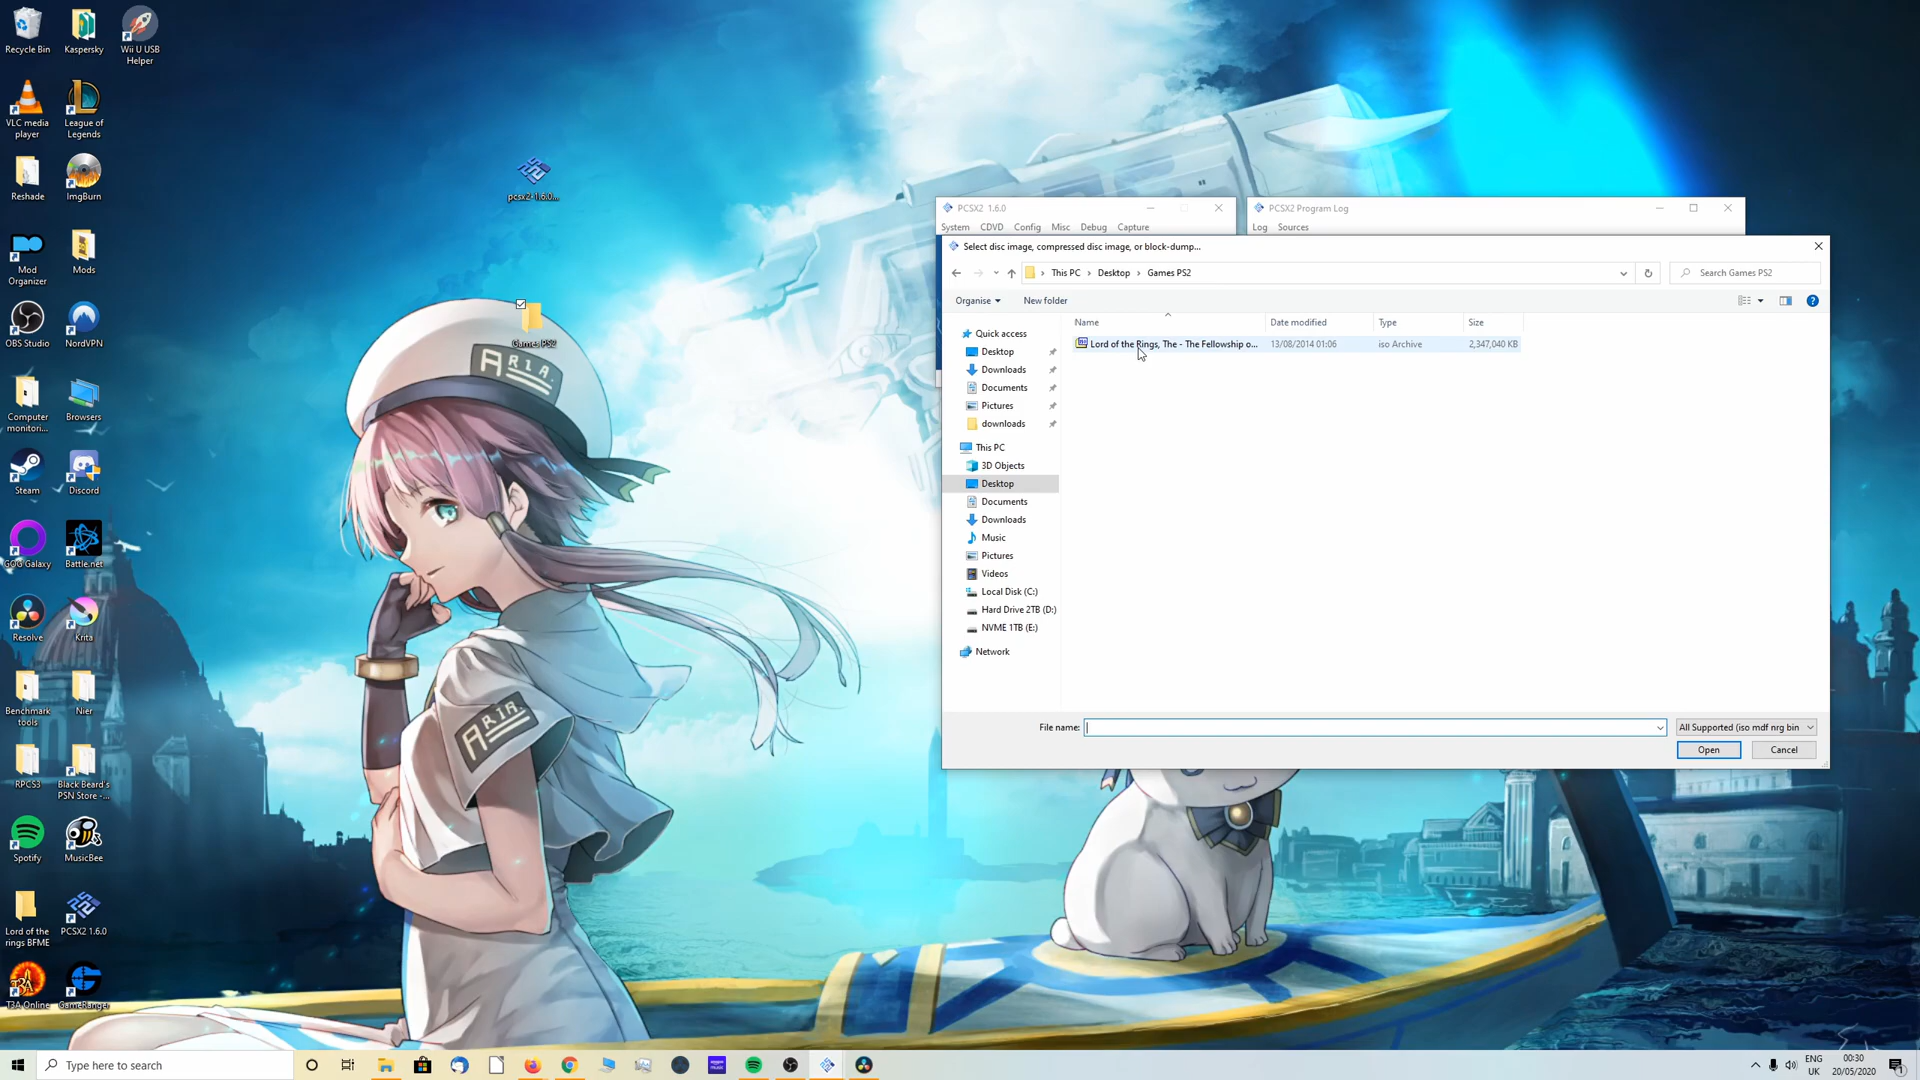 Recycle Bin
Kaspersky
Wii U USB
Helper
VLC media
player
League of
Legends
Reshade
ImgBurn
Mod
Organizer
Mods
OBS Studio
NordVPN
Computer
monitori...
Browsers
Steam
Discord
GOG Galaxy
Battle.net
Resolve
Krita
Benchmark
tools
Nier
RPCS3
Black Beard's
PSN Store -...
Spotify
MusicBee
Lord of the
rings BFME
PCSX2 1.6.0
T3A Online
GameRanger
pcsx2-1.6.0...
Games PS2
ARIA
ARIA
PCSX2 1.6.0
System CDVD Config Misc Debug Capture
PCSX2 Program Log
Log Sources
Select disc image, compressed disc image, or block-dump...
This PC > Desktop > Games PS2
Search Games PS2
Organise New folder
Name Date modified Type Size
Lord of the Rings, The - The Fellowship o... 13/08/2014 01:06 iso Archive 2,347,040 KB
Quick access
Desktop
Downloads
Documents
Pictures
downloads
This PC
3D Objects
Desktop
Documents
Downloads
Music
Pictures
Videos
Local Disk (C:)
Hard Drive 2TB (D:)
NVME 1TB (E:)
Network
File name:
All Supported (iso mdf nrg bin
Open Cancel
Type here to search
ENG
UK
00:30
20/05/2020